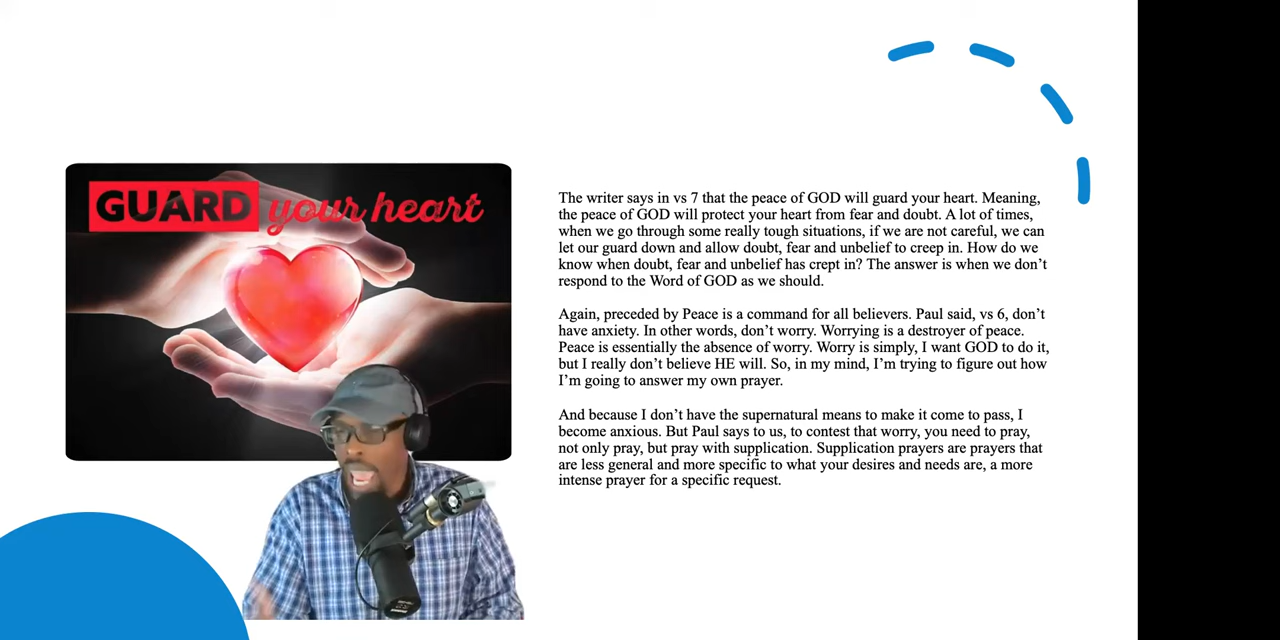 GUARD your heart
The writer says in vs 7 that the peace of GOD will guard your heart. Meaning,
the peace of GOD will protect your heart from fear and doubt. A lot of times,
when we go through some really tough situations, if we are not careful, we can
let our guard down and allow doubt, fear and unbelief to creep in. How do we
know when doubt, fear and unbelief has crept in? The answer is when we don’t
respond to the Word of GOD as we should.
Again, preceded by Peace is a command for all believers. Paul said, vs 6, don’t
have anxiety. In other words, don’t worry. Worrying is a destroyer of peace.
Peace is essentially the absence of worry. Worry is simply, I want GOD to do it,
but I really don’t believe HE will. So, in my mind, I’m trying to figure out how
I’m going to answer my own prayer.
And because I don’t have the supernatural means to make it come to pass, I
become anxious. But Paul says to us, to contest that worry, you need to pray,
not only pray, but pray with supplication. Supplication prayers are prayers that
are less general and more specific to what your desires and needs are, a more
intense prayer for a specific request.